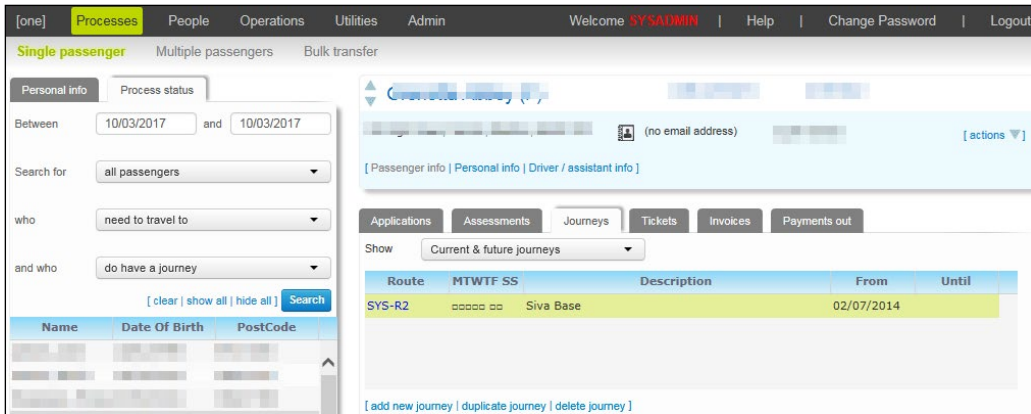 [one] Processes People Operations Utilities Admin Welcome SYSADMIN | Help | Change Password | Logout
Single passenger Multiple passengers Bulk transfer
Personal info Process status
Between 10/03/2017 and 10/03/2017
Search for all passengers
who need to travel to
and who do have a journey
[ clear | show all | hide all ] Search
Name Date Of Birth PostCode
(no email address) [ actions ]
[ Passenger info | Personal info | Driver / assistant info ]
Applications Assessments Journeys Tickets Invoices Payments out
Show Current & future journeys
Route MTWTF SS Description From Until
SYS-R2 Siva Base 02/07/2014
[ add new journey | duplicate journey | delete journey ]